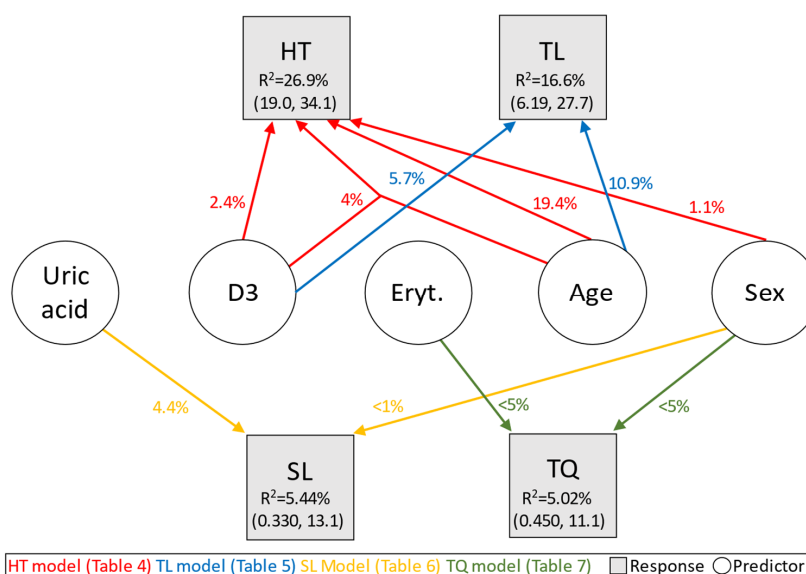 HT
R²=26.9%
(19.0, 34.1)
TL
R²=16.6%
(6.19, 27.7)
2.4%
4%
5.7%
19.4%
10.9%
1.1%
Uric
acid
D3
Eryt.
Age
Sex
4.4%
<1%
<5%
<5%
SL
R²=5.44%
(0.330, 13.1)
TQ
R²=5.02%
(0.450, 11.1)
HT model (Table 4) TL model (Table 5) SL Model (Table 6) TQ model (Table 7) Response Predictor